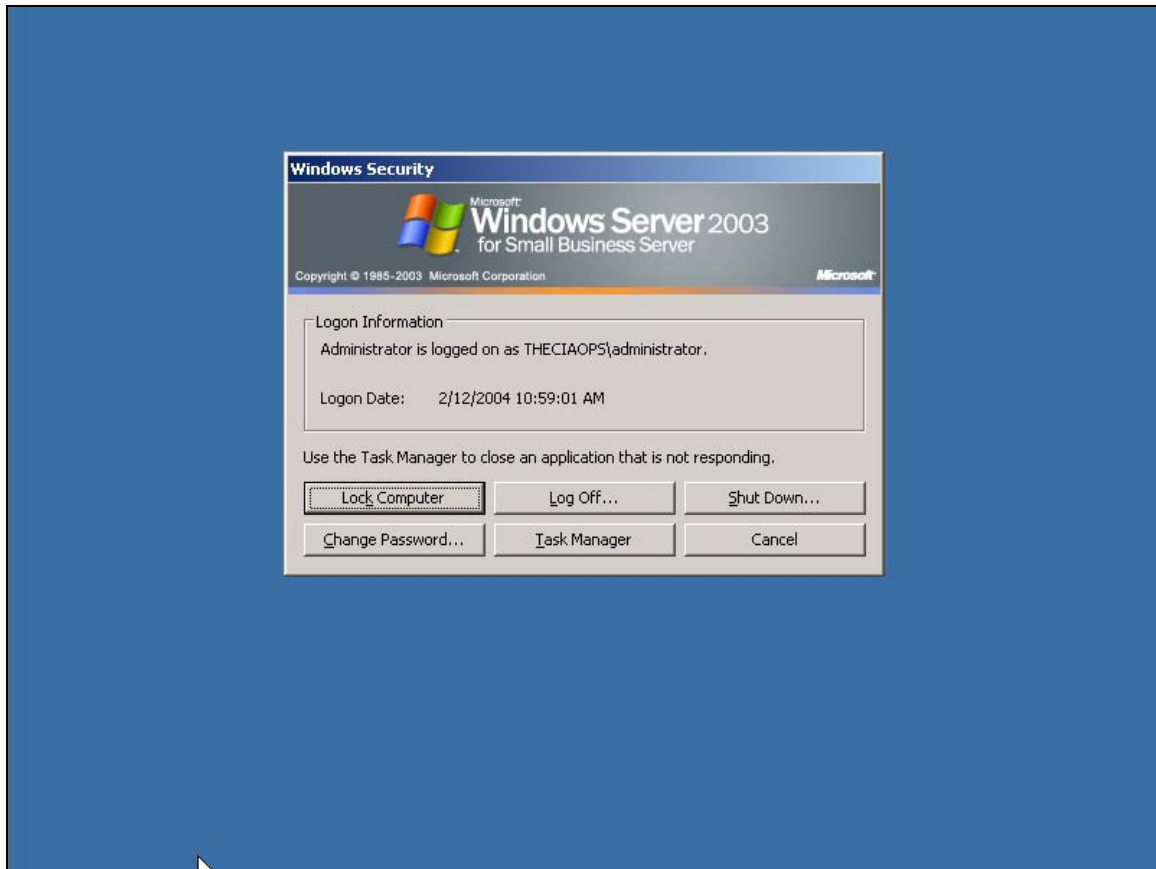 Windows Security
Microsoft
Windows Server 2003
for Small Business Server
Copyright © 1985-2003 Microsoft Corporation Microsoft
Logon Information
Administrator is logged on as THECIAOPS\administrator.
Logon Date: 2/12/2004 10:59:01 AM
Use the Task Manager to close an application that is not responding.
Lock Computer Log Off... Shut Down...
Change Password... Task Manager Cancel